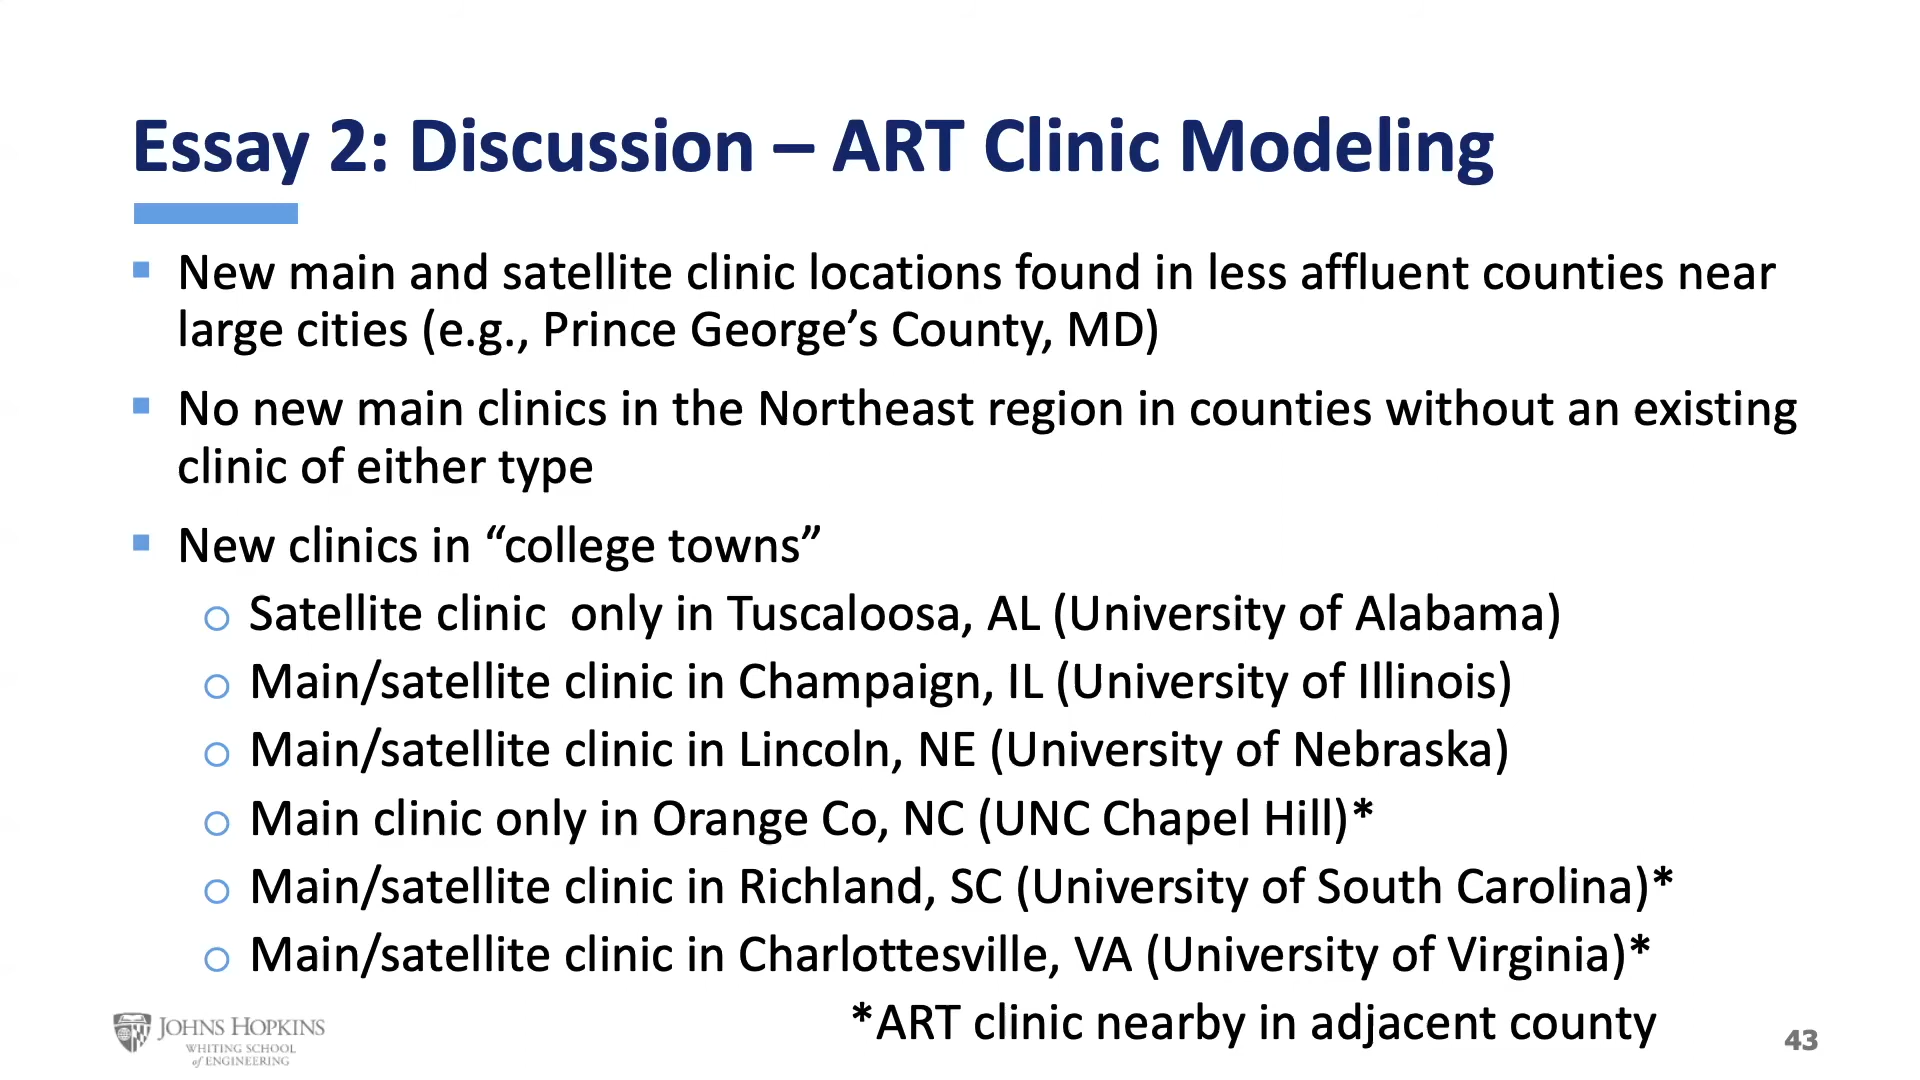 Essay 2: Discussion – ART Clinic Modeling
▪ New main and satellite clinic locations found in less affluent counties near
large cities (e.g., Prince George’s County, MD)
▪ No new main clinics in the Northeast region in counties without an existing
clinic of either type
▪ New clinics in “college towns”
o Satellite clinic  only in Tuscaloosa, AL (University of Alabama)
o Main/satellite clinic in Champaign, IL (University of Illinois)
o Main/satellite clinic in Lincoln, NE (University of Nebraska)
o Main clinic only in Orange Co, NC (UNC Chapel Hill)*
o Main/satellite clinic in Richland, SC (University of South Carolina)*
o Main/satellite clinic in Charlottesville, VA (University of Virginia)*
*ART clinic nearby in adjacent county
JOHNS HOPKINS
WHITING SCHOOL
of ENGINEERING
43